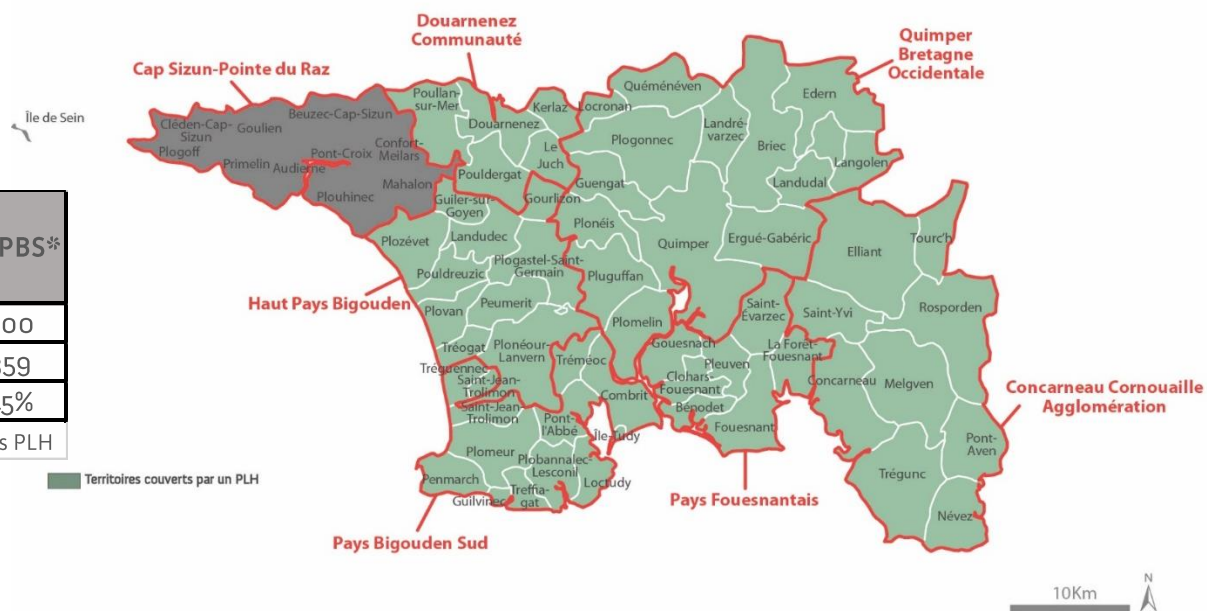 Douarnenez
Communauté
Quimper
Bretagne
Occidentale
Cap Sizun-Pointe du Raz
Île de Sein
Cléden-Cap-
Sizun
Goulien
Beuzec-Cap-Sizun
Plogoff
Primelin
Audierne
Pont-Croix
Confort-
Meilars
Mahalon
Plouhinec
Poullan-
sur-Mer
Kerlaz
Locronan
Quéménéven
Edern
Douarnenez
Le
Juch
Plogonnec
Landré-
varzec
Briec
Langolen
Pouldergat
Guengat
Landudal
Gourlizon
Guiler-sur-
Goyen
Plonéis
Ergué-Gabéric
Tourc'h
Elliant
Plozévet
Landudec
Quimper
Plogastel-Saint-
Germain
Pouldreuzic
Pluguffan
Haut Pays Bigouden
Peumerit
Saint-
Évarzec
Saint-Yvi
Rosporden
Plovan
Plomelin
Tréogat
Plonéour-
Lanvern
Tréméoc
Gouesnach
Pleuven
La Forêt-
Fouesnant
Tréguennec
Saint-Jean-
Trolimon
Clohars-
Fouesnant
Concarneau
Melgven
Concarneau Cornouaille
Agglomération
Saint-Jean-
Trolimon
Combrit
Bénodet
Pont-
l'Abbé
Île-Tudy
Fouesnant
Pont-
Aven
Plomeur
Plobannalec-
Lesconil
Loctudy
Trégunc
Penmarch
Treffia-
gat
Guilvinec
Pays Fouesnantais
Névez
Pays Bigouden Sud
PBS*
00
359
45%
s PLH
Territoires couverts par un PLH
10Km
N